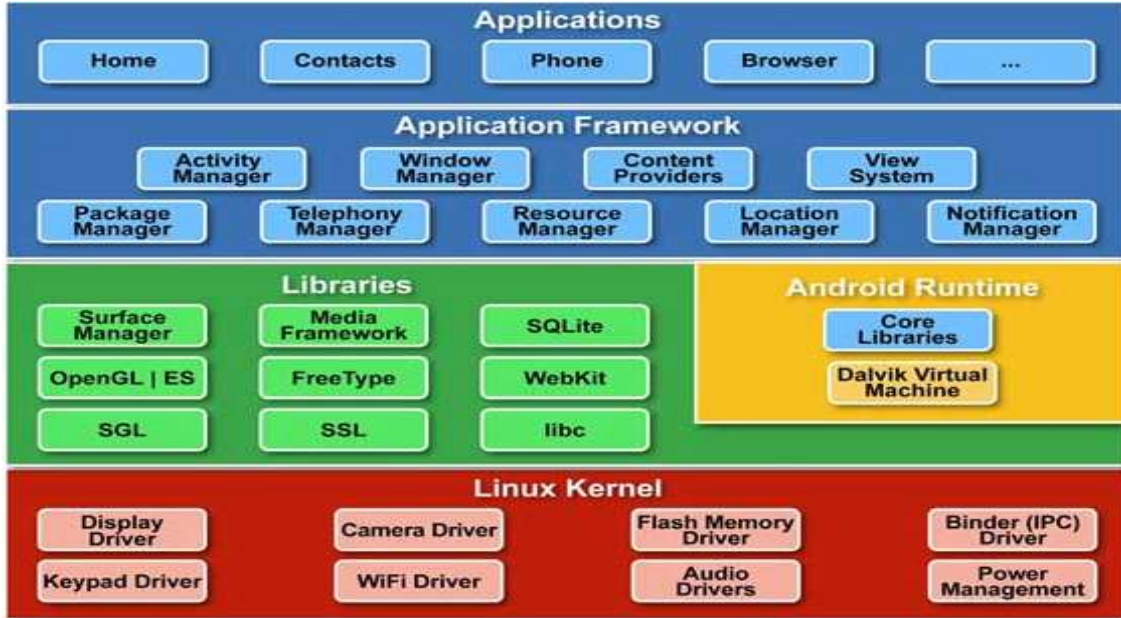 Applications
Home
Contacts
Phone
Browser
...
Application Framework
Activity
Manager
Window
Manager
Content
Providers
View
System
Package
Manager
Telephony
Manager
Resource
Manager
Location
Manager
Notification
Manager
Libraries
Surface
Manager
Media
Framework
SQLite
OpenGL | ES
FreeType
WebKit
SGL
SSL
libc
Android Runtime
Core
Libraries
Dalvik Virtual
Machine
Linux Kernel
Display
Driver
Camera Driver
Flash Memory
Driver
Binder (IPC)
Driver
Keypad Driver
WiFi Driver
Audio
Drivers
Power
Management